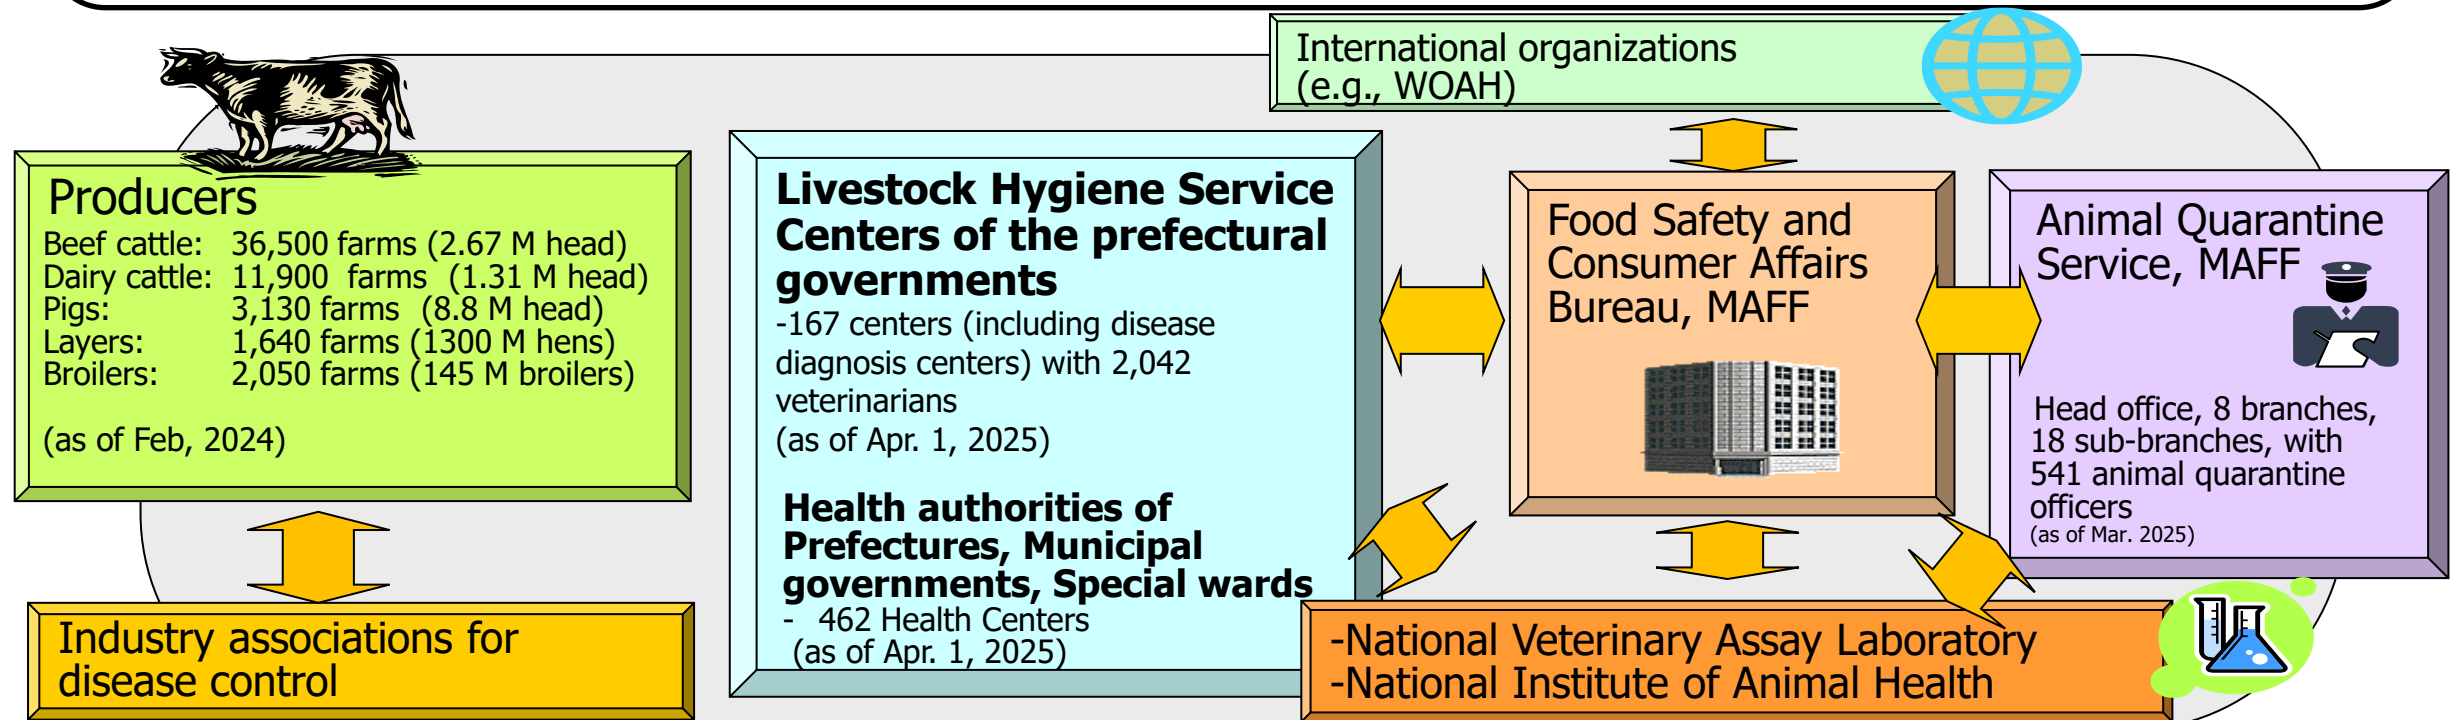 International organizations
(e.g., WOAH)
Producers
Beef cattle: 36,500 farms (2.67 M head)
Dairy cattle: 11,900 farms (1.31 M head)
Pigs: 3,130 farms (8.8 M head)
Layers: 1,640 farms (1300 M hens)
Broilers: 2,050 farms (145 M broilers)
(as of Feb, 2024)
Industry associations for
disease control
Livestock Hygiene Service
Centers of the prefectural
governments
-167 centers (including disease
diagnosis centers) with 2,042
veterinarians
(as of Apr. 1, 2025)
Health authorities of
Prefectures, Municipal
governments, Special wards
- 462 Health Centers
(as of Apr. 1, 2025)
Food Safety and
Consumer Affairs
Bureau, MAFF
Animal Quarantine
Service, MAFF
Head office, 8 branches,
18 sub-branches, with
541 animal quarantine
officers
(as of Mar. 2025)
-National Veterinary Assay Laboratory
-National Institute of Animal Health